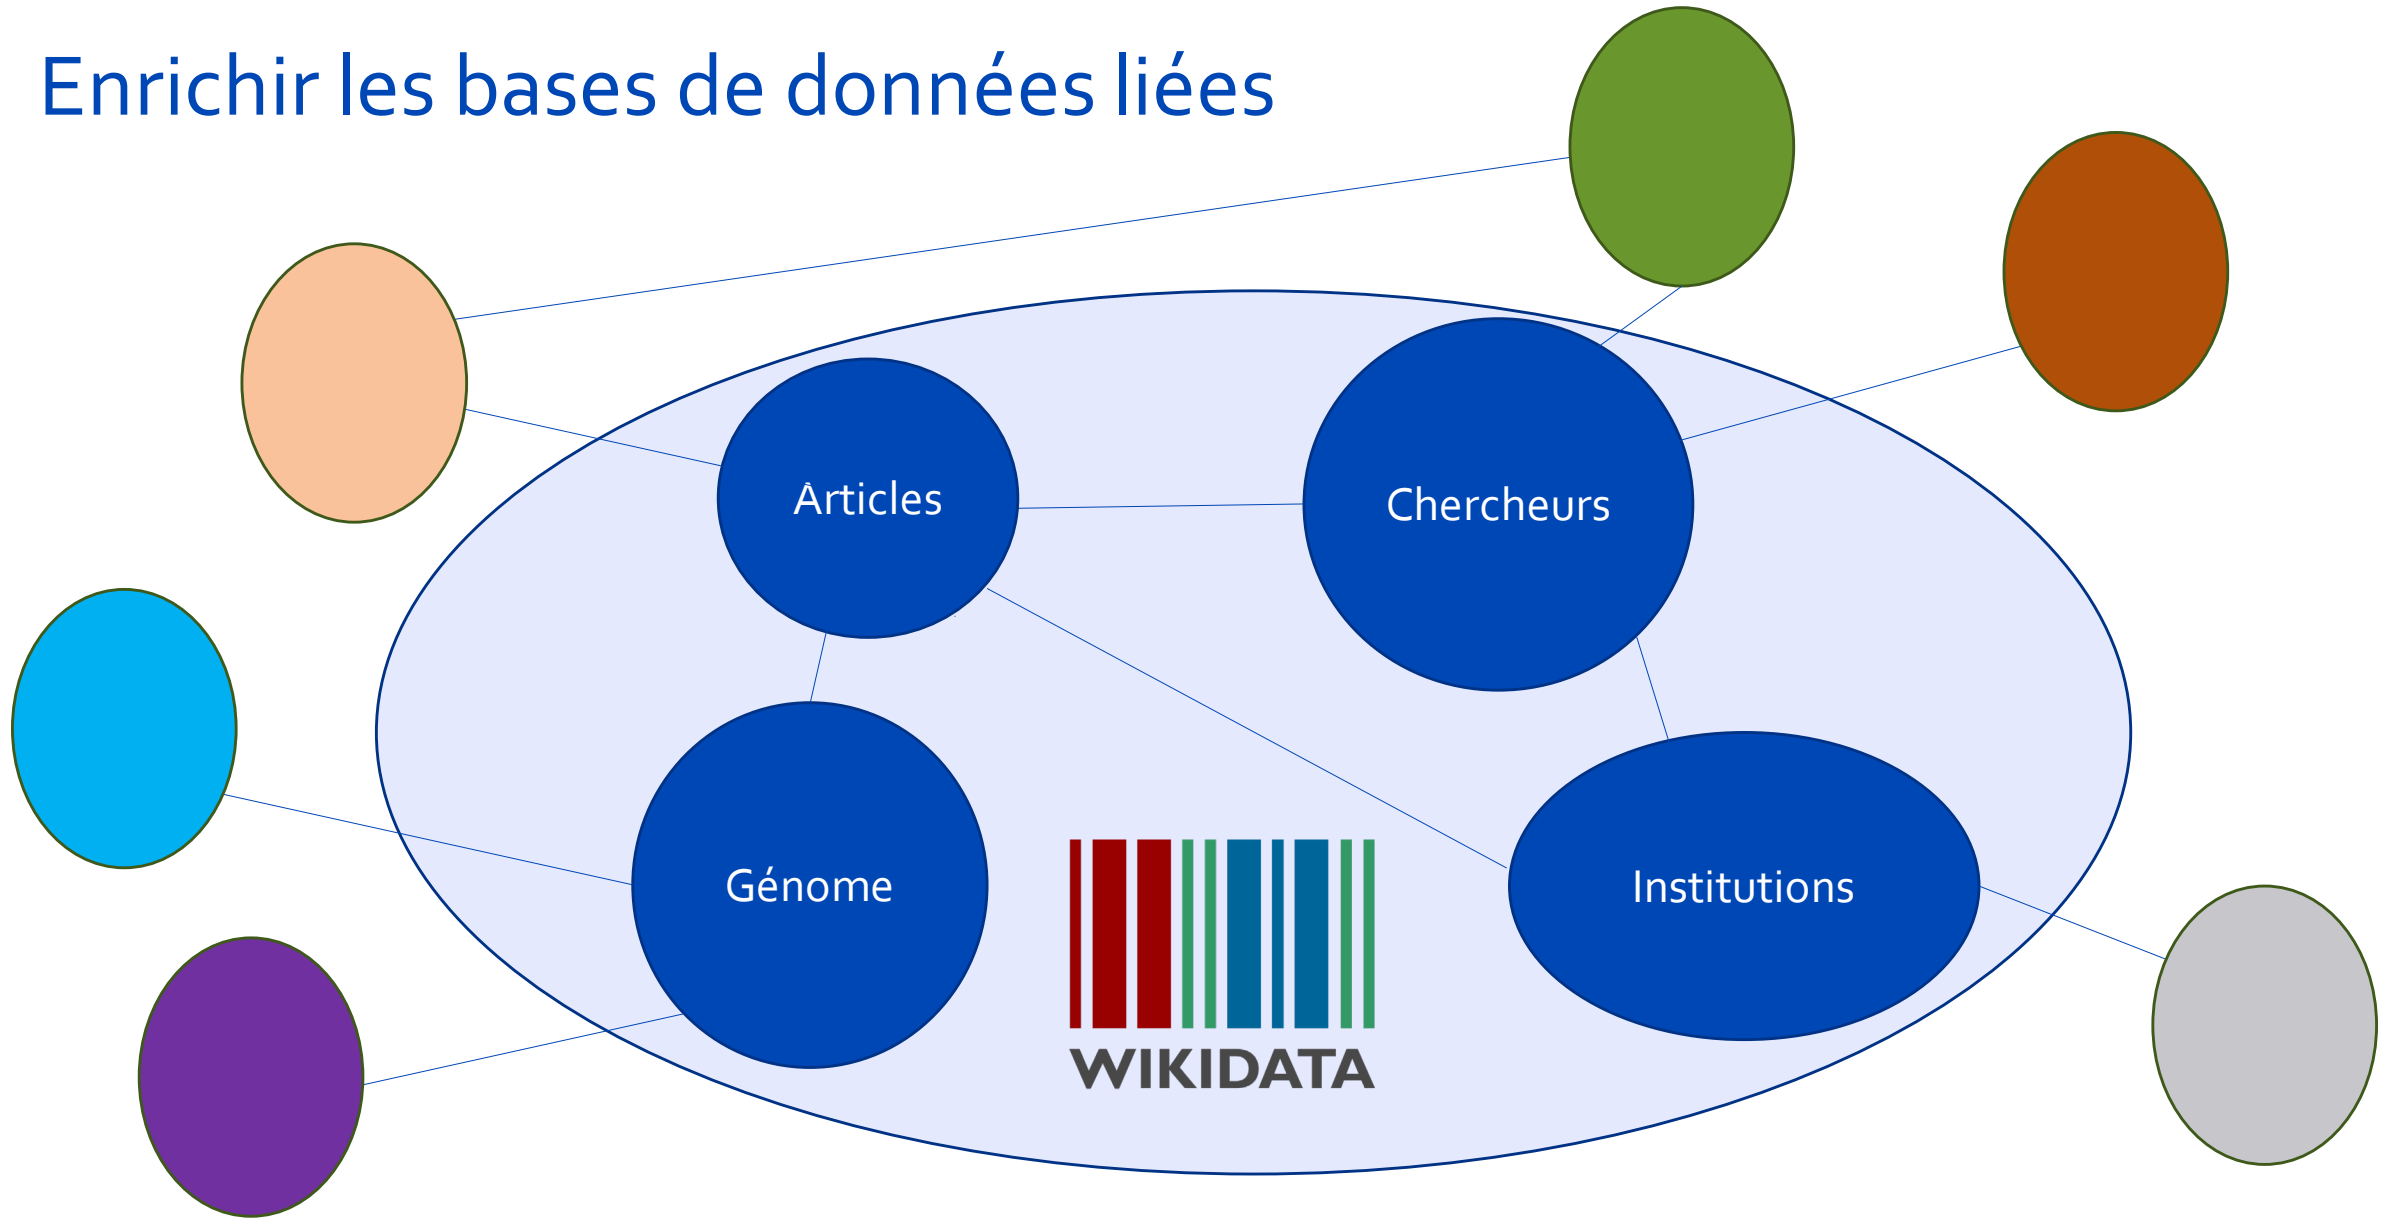 Enrichir les bases de données liées
Articles
Chercheurs
Génome
Institutions
WIKIDATA